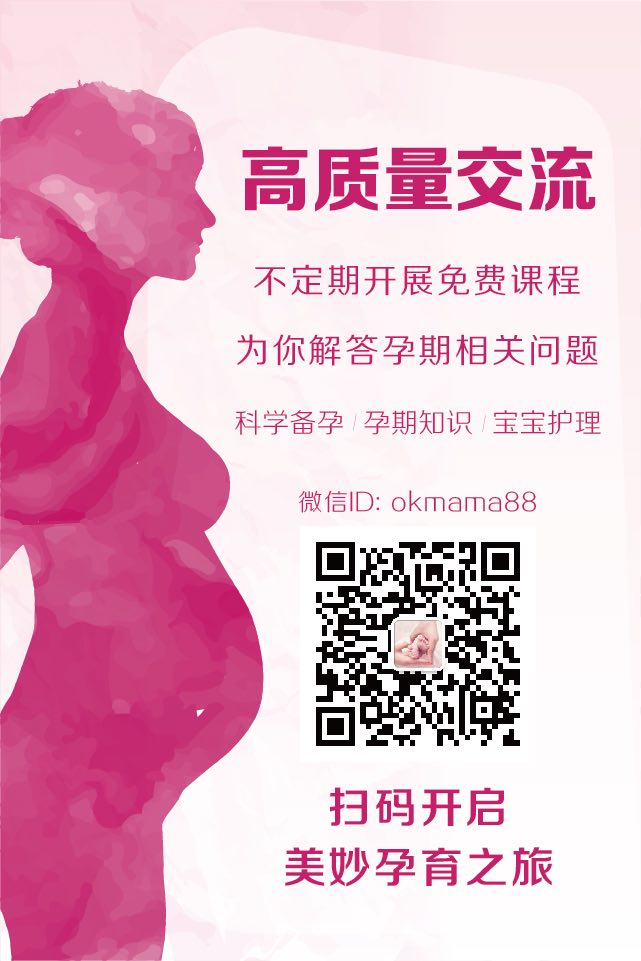 高质量交流
不定期开展免费课程
为你解答孕期相关问题
科学备孕 / 孕期知识 / 宝宝护理
微信ID: okmama88
扫码开启
美妙孕育之旅